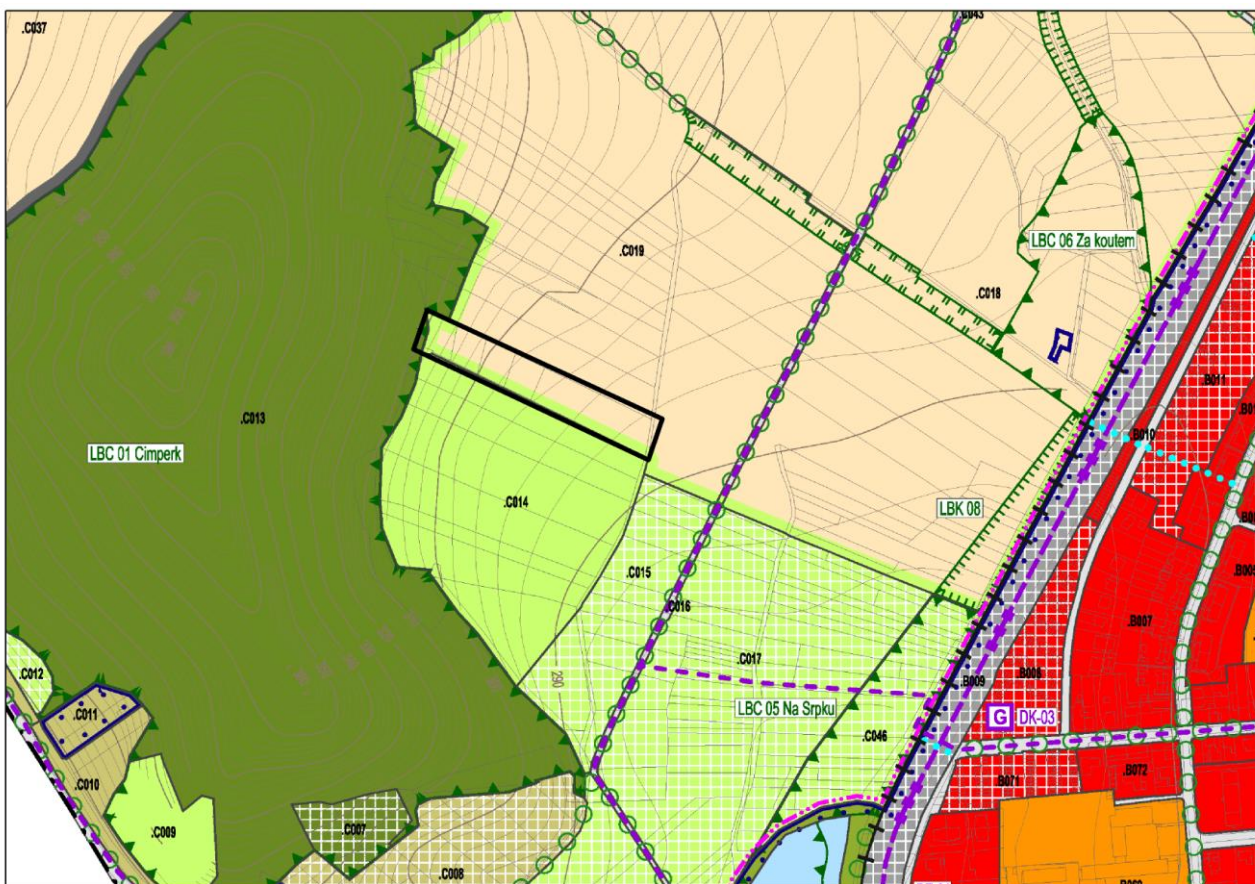 .C037
.C043
.C019
LBC 06 Za koutem
.C018
.B011
.C013
LBC 01 Cimperk
.B010
.C014
LBK 08
.C015
.C016
.B007
.C017
.C012
290
.B009
.B008
LBC 05 Na Srpku
.C011
G DK-03
.C046
.C010
.B071
.B072
.C009
.C007
.C008